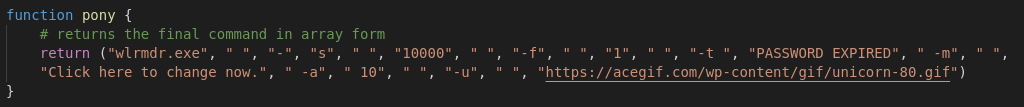 function pony {
# returns the final command in array form
return ("wlrmdr.exe", " ", "-", "s", " ", "10000", " ", "-f", " ", "1", " ", "-t ", "PASSWORD EXPIRED", " -m", " ",
"Click here to change now.", " -a", " 10", " ", "-u", " ", "https://acegif.com/wp-content/gif/unicorn-80.gif")
}